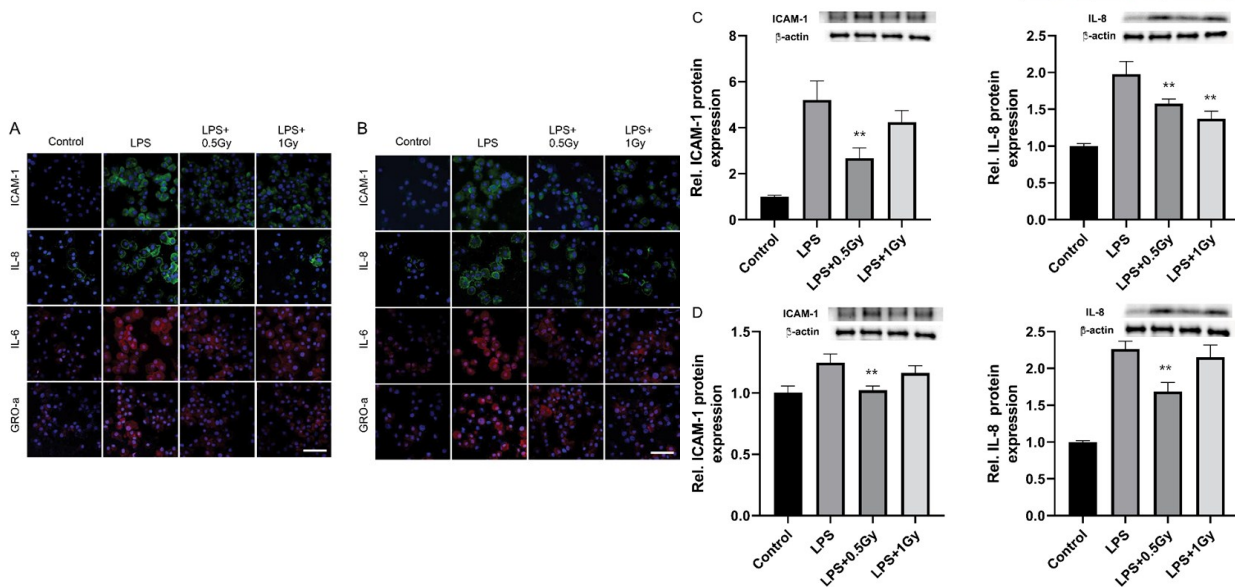 A
Control
LPS
LPS+
0.5Gy
LPS+
1Gy
ICAM-1
IL-8
IL-6
GRO-a
B
Control
LPS
LPS+
0.5Gy
LPS+
1Gy
ICAM-1
IL-8
IL-6
GRO-a
C
ICAM-1
β-actin
Rel. ICAM-1 protein
expression
8
6
4
2
0
**
Control
LPS
LPS+0.5Gy
LPS+1Gy
IL-8
β-actin
Rel. IL-8 protein
expression
2.5
2.0
1.5
1.0
0.5
0.0
**
**
Control
LPS
LPS+0.5Gy
LPS+1Gy
D
ICAM-1
β-actin
Rel. ICAM-1 protein
expression
1.5
1.0
0.5
0.0
**
Control
LPS
LPS+0.5Gy
LPS+1Gy
IL-8
β-actin
Rel. IL-8 protein
expression
2.5
2.0
1.5
1.0
0.5
0.0
**
Control
LPS
LPS+0.5Gy
LPS+1Gy